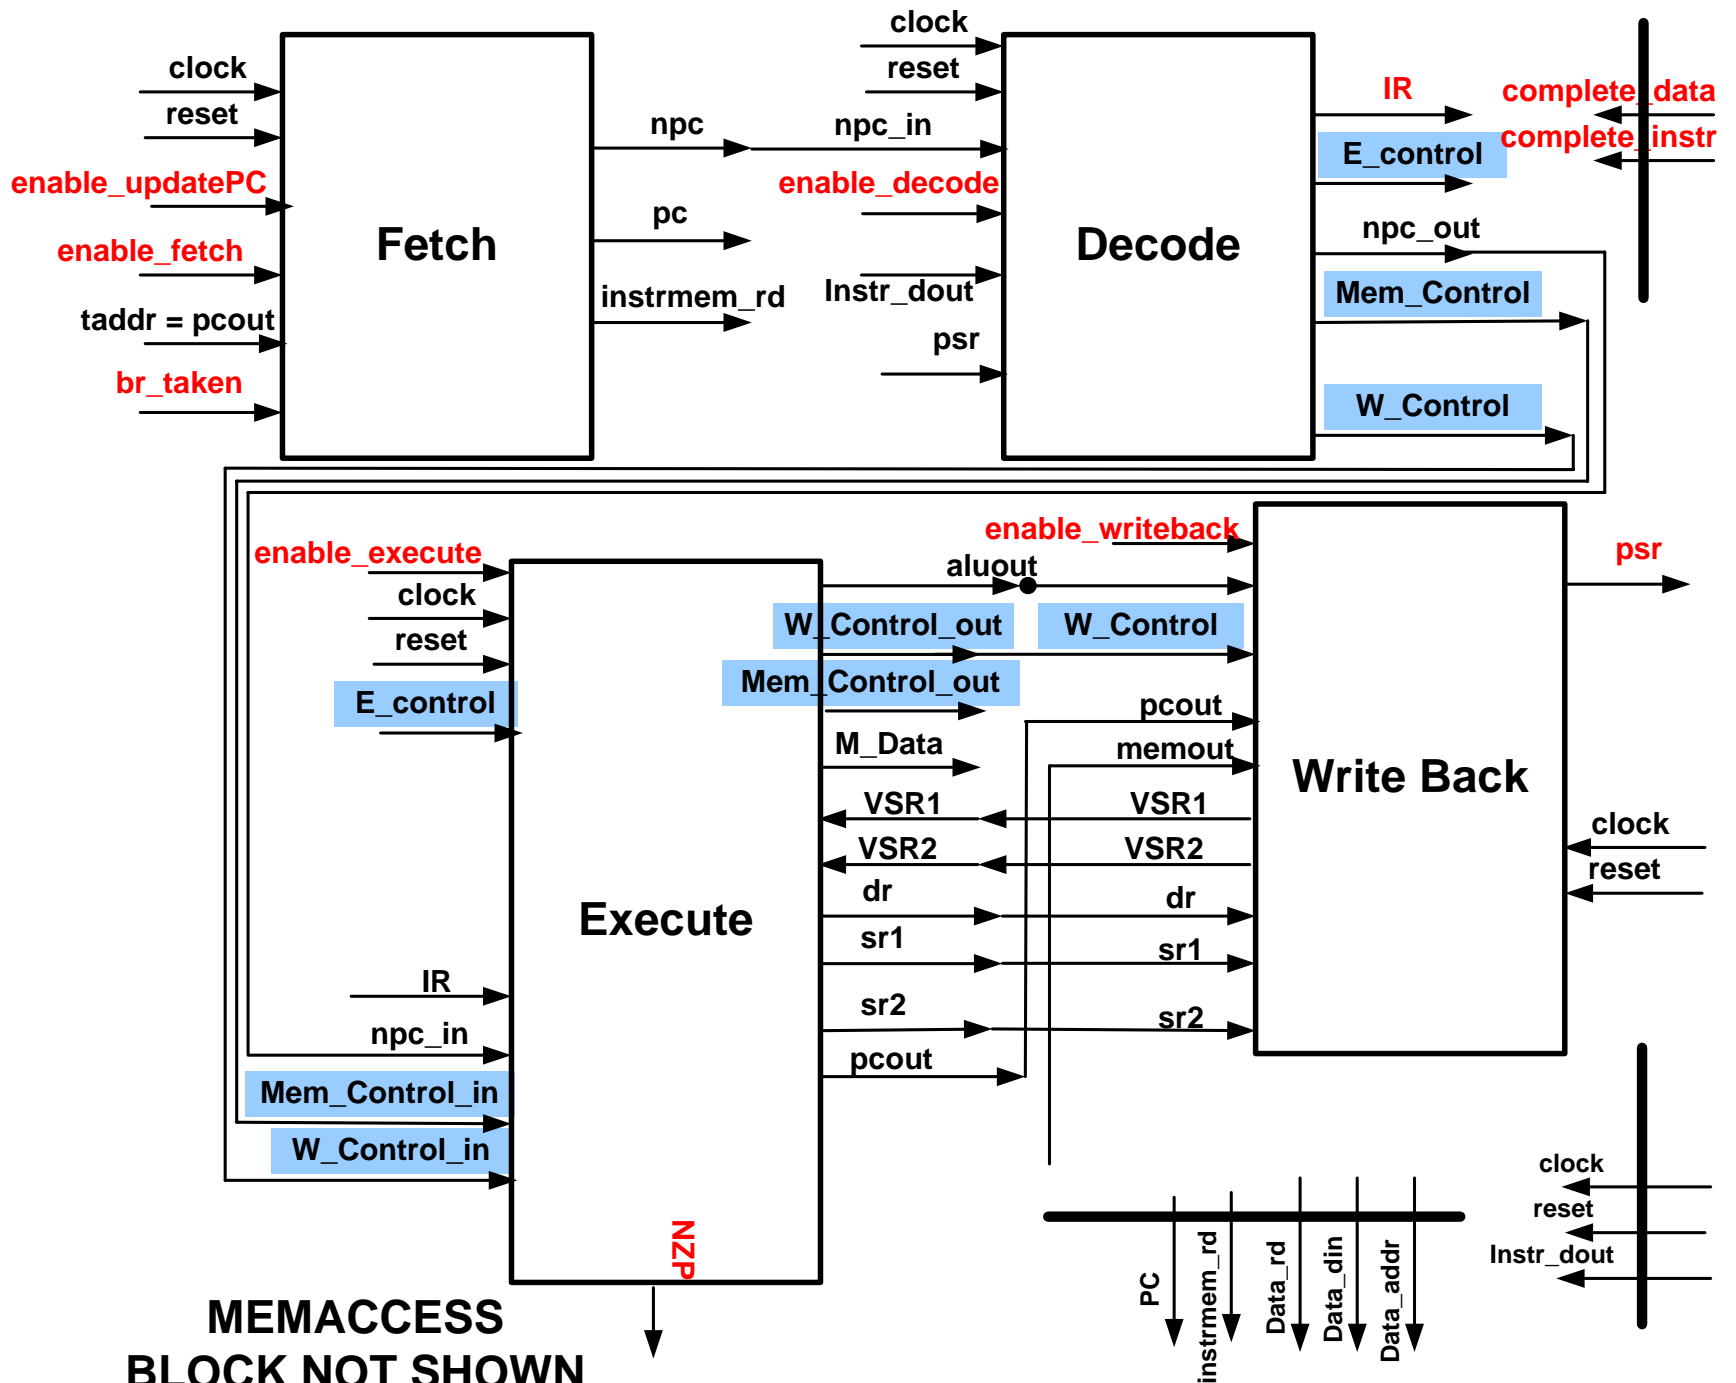 clock
reset
enable_updatePC
enable_fetch
taddr = pcout
br_taken
Fetch
npc
pc
instrmem_rd
clock
reset
npc_in
enable_decode
Instr_dout
psr
Decode
IR
E_control
npc_out
Mem_Control
W_Control
complete_data
complete_instr
enable_execute
clock
reset
E_control
IR
npc_in
Mem_Control_in
W_Control_in
Execute
NZP
aluout
W_Control_out
Mem_Control_out
M_Data
VSR1
VSR2
dr
sr1
sr2
pcout
enable_writeback
W_Control
pcout
memout
VSR1
VSR2
dr
sr1
sr2
Write Back
psr
clock
reset
PC
instrmem_rd
Data_rd
Data_din
Data_addr
clock
reset
Instr_dout
MEMACCESS
BLOCK NOT SHOWN